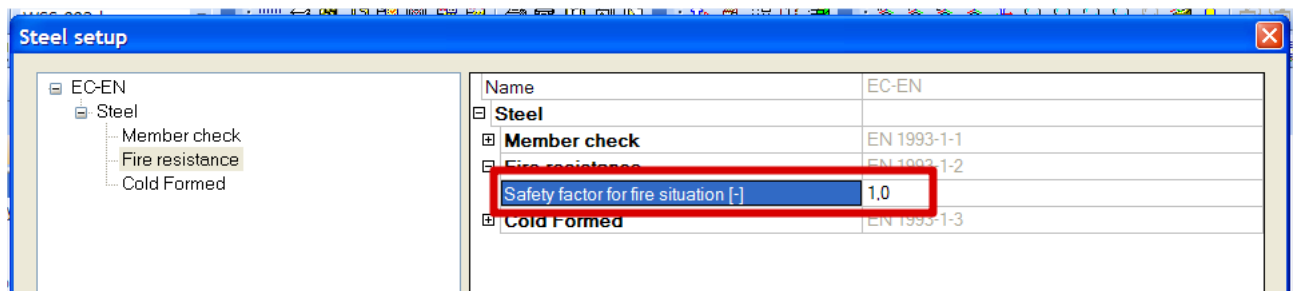 Steel setup
EC-EN
Steel
Member check
Fire resistance
Cold Formed
Name EC-EN
Steel
Member check EN 1993-1-1
Fire resistance EN 1993-1-2
Safety factor for fire situation [-] 1,0
Cold Formed EN 1993-1-3